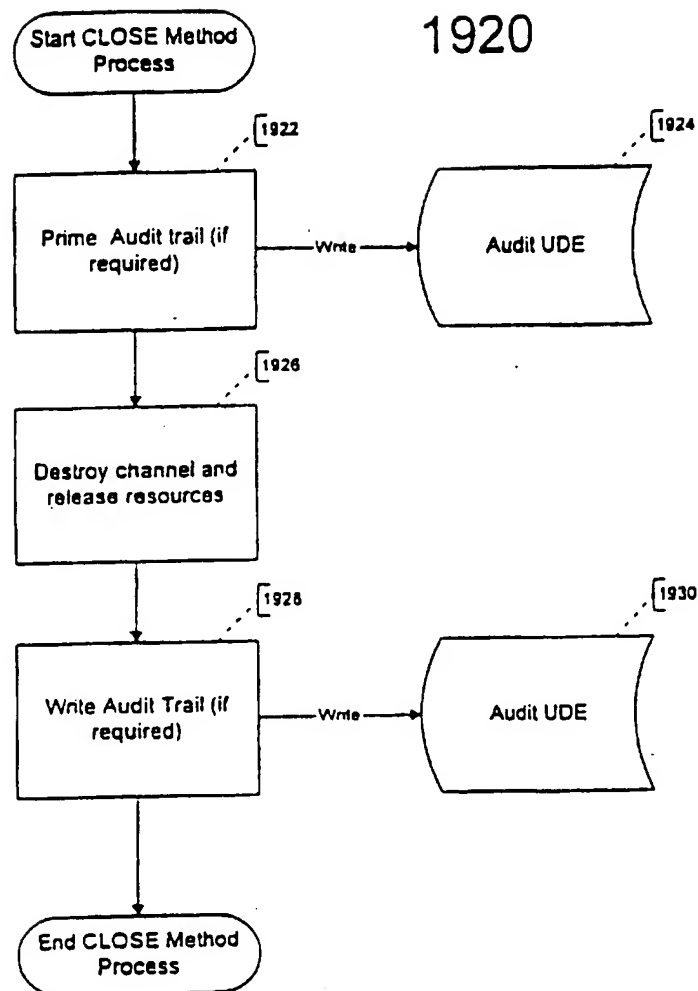 1920
Start CLOSE Method
Process
1922
1924
Prime Audit trail (if
required)
Write
Audit UDE
1926
Destroy channel and
release resources
1928
1930
Write Audit Trail (if
required)
Write
Audit UDE
End CLOSE Method
Process